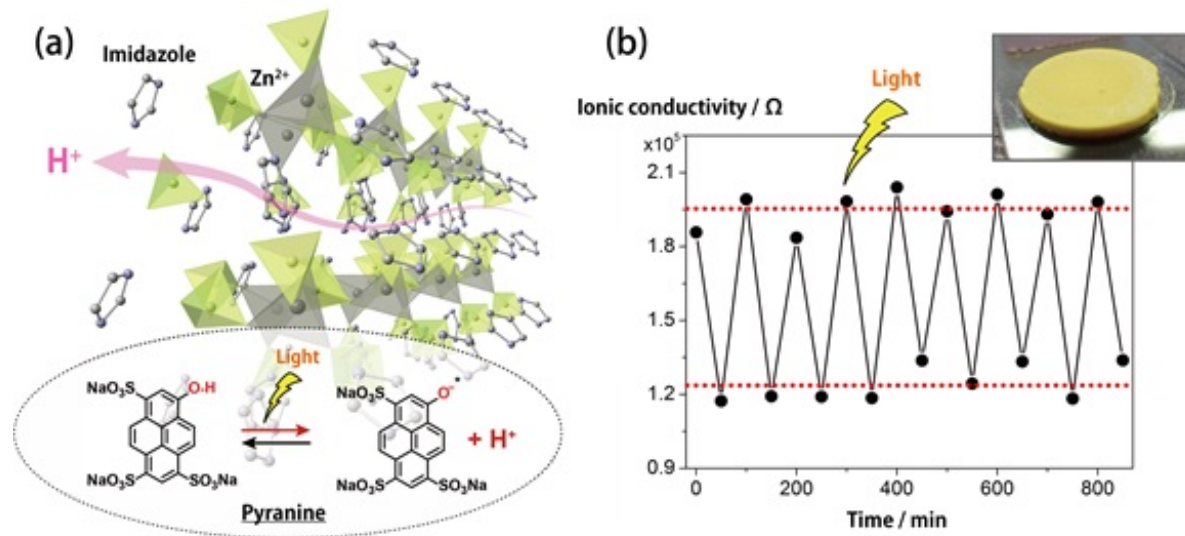 (a)
Imidazole
Zn²⁺
H⁺
Light
NaO₃S
O-H
NaO₃S
SO₃Na
NaO₃S
O⁻
*
+ H⁺
NaO₃S
SO₃Na
Pyranine
(b)
Light
Ionic conductivity / Ω
x10⁵
2.1
1.8
1.5
1.2
0.9
0
200
400
600
800
Time / min